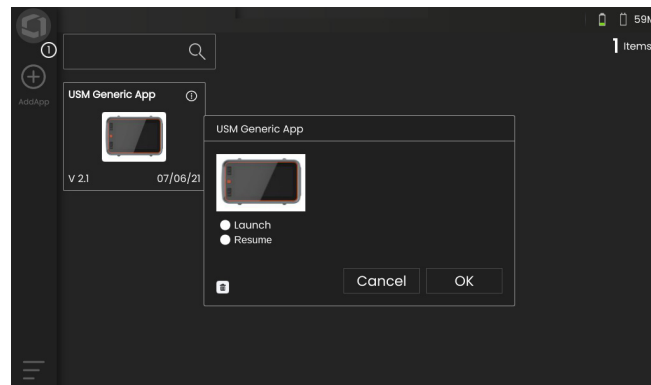 59M
1
1 Items
AddApp
USM Generic App
V 2.1 07/06/21
USM Generic App
Launch
Resume
Cancel OK